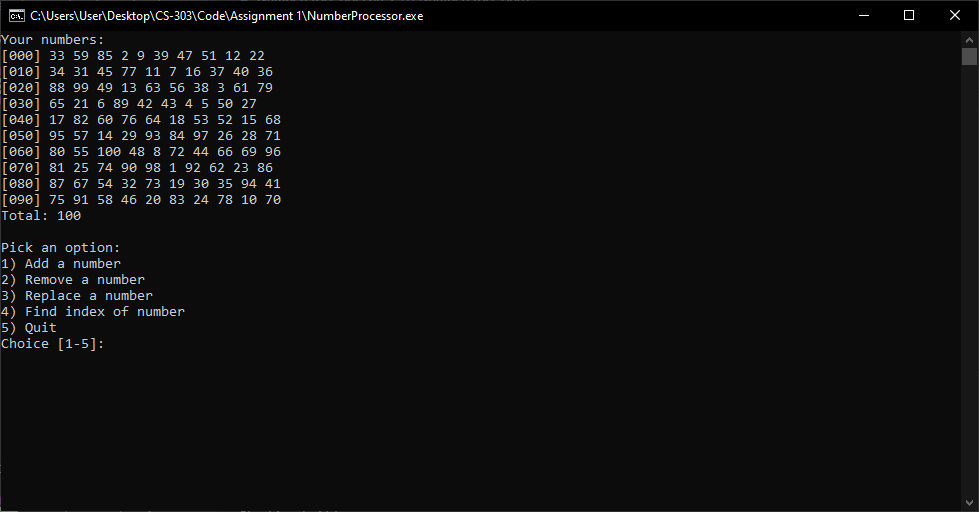 C:\Users\User\Desktop\CS-303\Code\Assignment 1\NumberProcessor.exe
Your numbers:
[000] 33 59 85 2 9 39 47 51 12 22
[010] 34 31 45 77 11 7 16 37 40 36
[020] 88 99 49 13 63 56 38 3 61 79
[030] 65 21 6 89 42 43 4 5 50 27
[040] 17 82 60 76 64 18 53 52 15 68
[050] 95 57 14 29 93 84 97 26 28 71
[060] 80 55 100 48 8 72 44 66 69 96
[070] 81 25 74 90 98 1 92 62 23 86
[080] 87 67 54 32 73 19 30 35 94 41
[090] 75 91 58 46 20 83 24 78 10 70
Total: 100
Pick an option:
1) Add a number
2) Remove a number
3) Replace a number
4) Find index of number
5) Quit
Choice [1-5]: